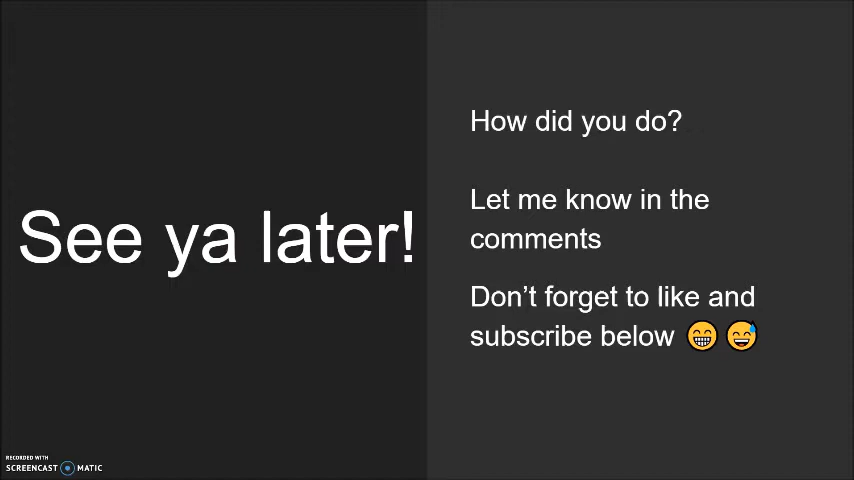 See ya later!
How did you do?
Let me know in the
comments
Don’t forget to like and
subscribe below 😁 😅
RECORDED WITH
SCREENCAST MATIC